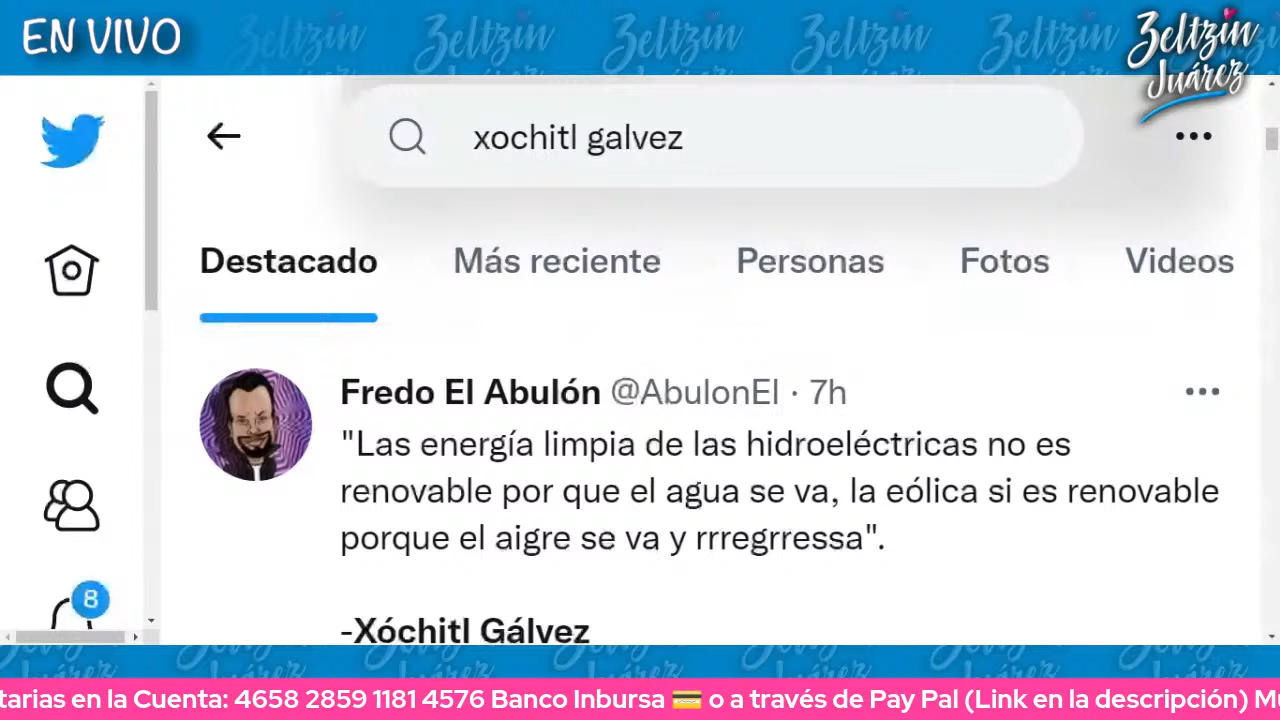 EN VIVO
Zeltzin
Juárez
xochitl galvez
Destacado Más reciente Personas Fotos Videos
Fredo El Abulón @AbulonEl · 7h
"Las energía limpia de las hidroeléctricas no es
renovable por que el agua se va, la eólica si es renovable
porque el aigre se va y rrregrressa".
8
-Xóchitl Gálvez
tarias en la Cuenta: 4658 2859 1181 4576 Banco Inbursa 💳 o a través de Pay Pal (Link en la descripción) M